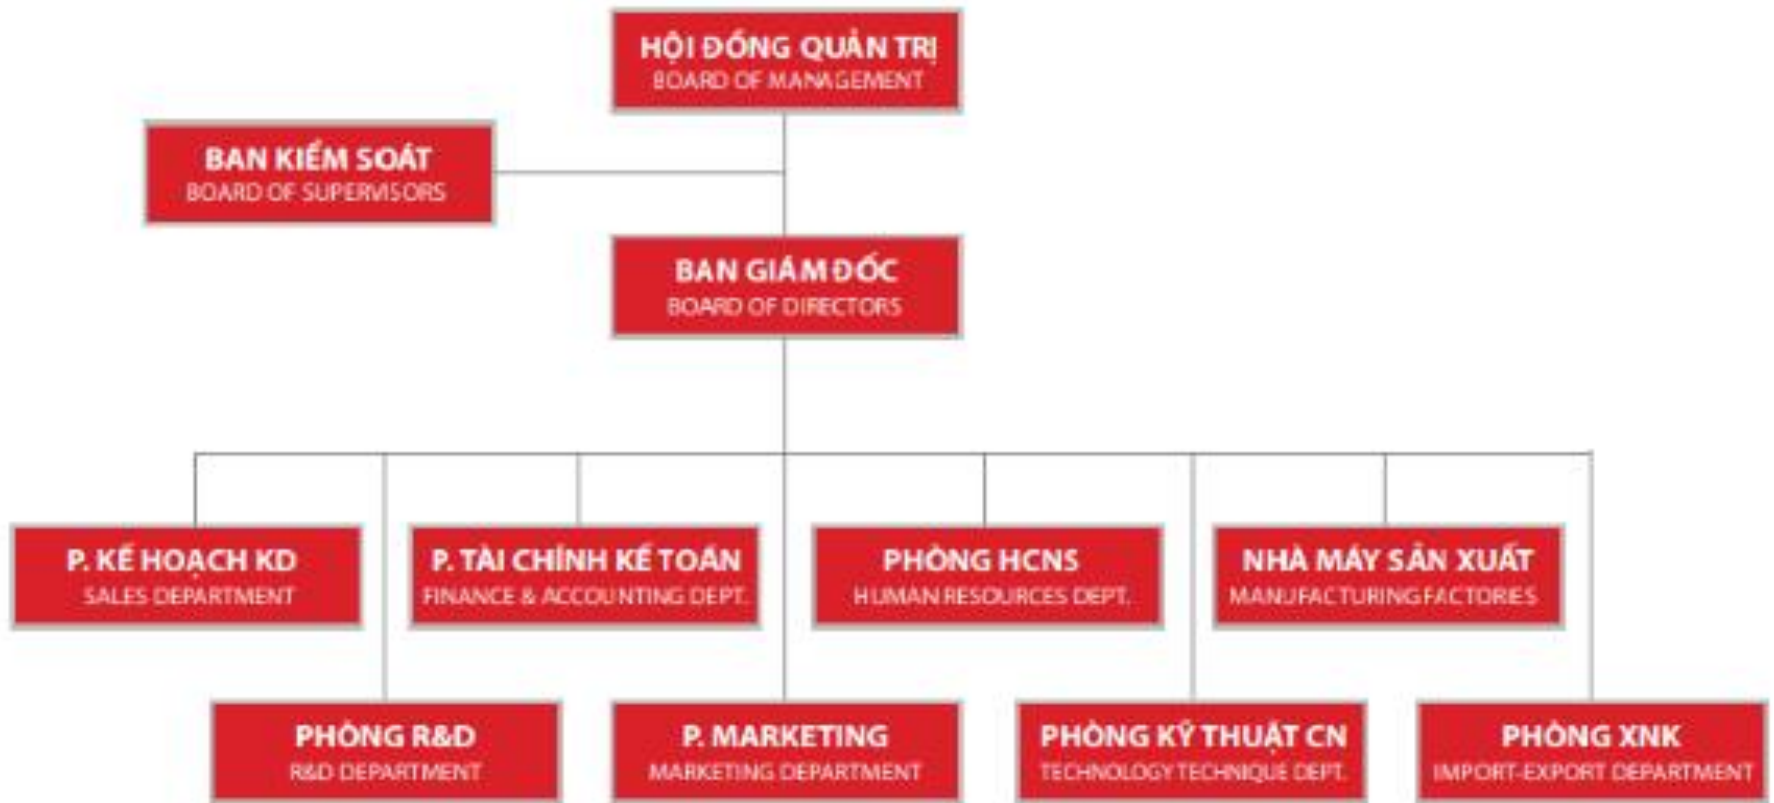 HỘI ĐỒNG QUẢN TRỊ
BOARD OF MANAGEMENT
BAN KIỂM SOÁT
BOARD OF SUPERVISORS
BAN GIÁM ĐỐC
BOARD OF DIRECTORS
P. KẾ HOẠCH KD
SALES DEPARTMENT
P. TÀI CHÍNH KẾ TOÁN
FINANCE & ACCOUNTING DEPT.
PHÒNG HCNS
HUMAN RESOURCES DEPT.
NHÀ MÁY SẢN XUẤT
MANUFACTURING FACTORIES
PHÒNG R&D
R&D DEPARTMENT
P. MARKETING
MARKETING DEPARTMENT
PHÒNG KỸ THUẬT CN
TECHNOLOGY TECHNIQUE DEPT.
PHÒNG XNK
IMPORT-EXPORT DEPARTMENT